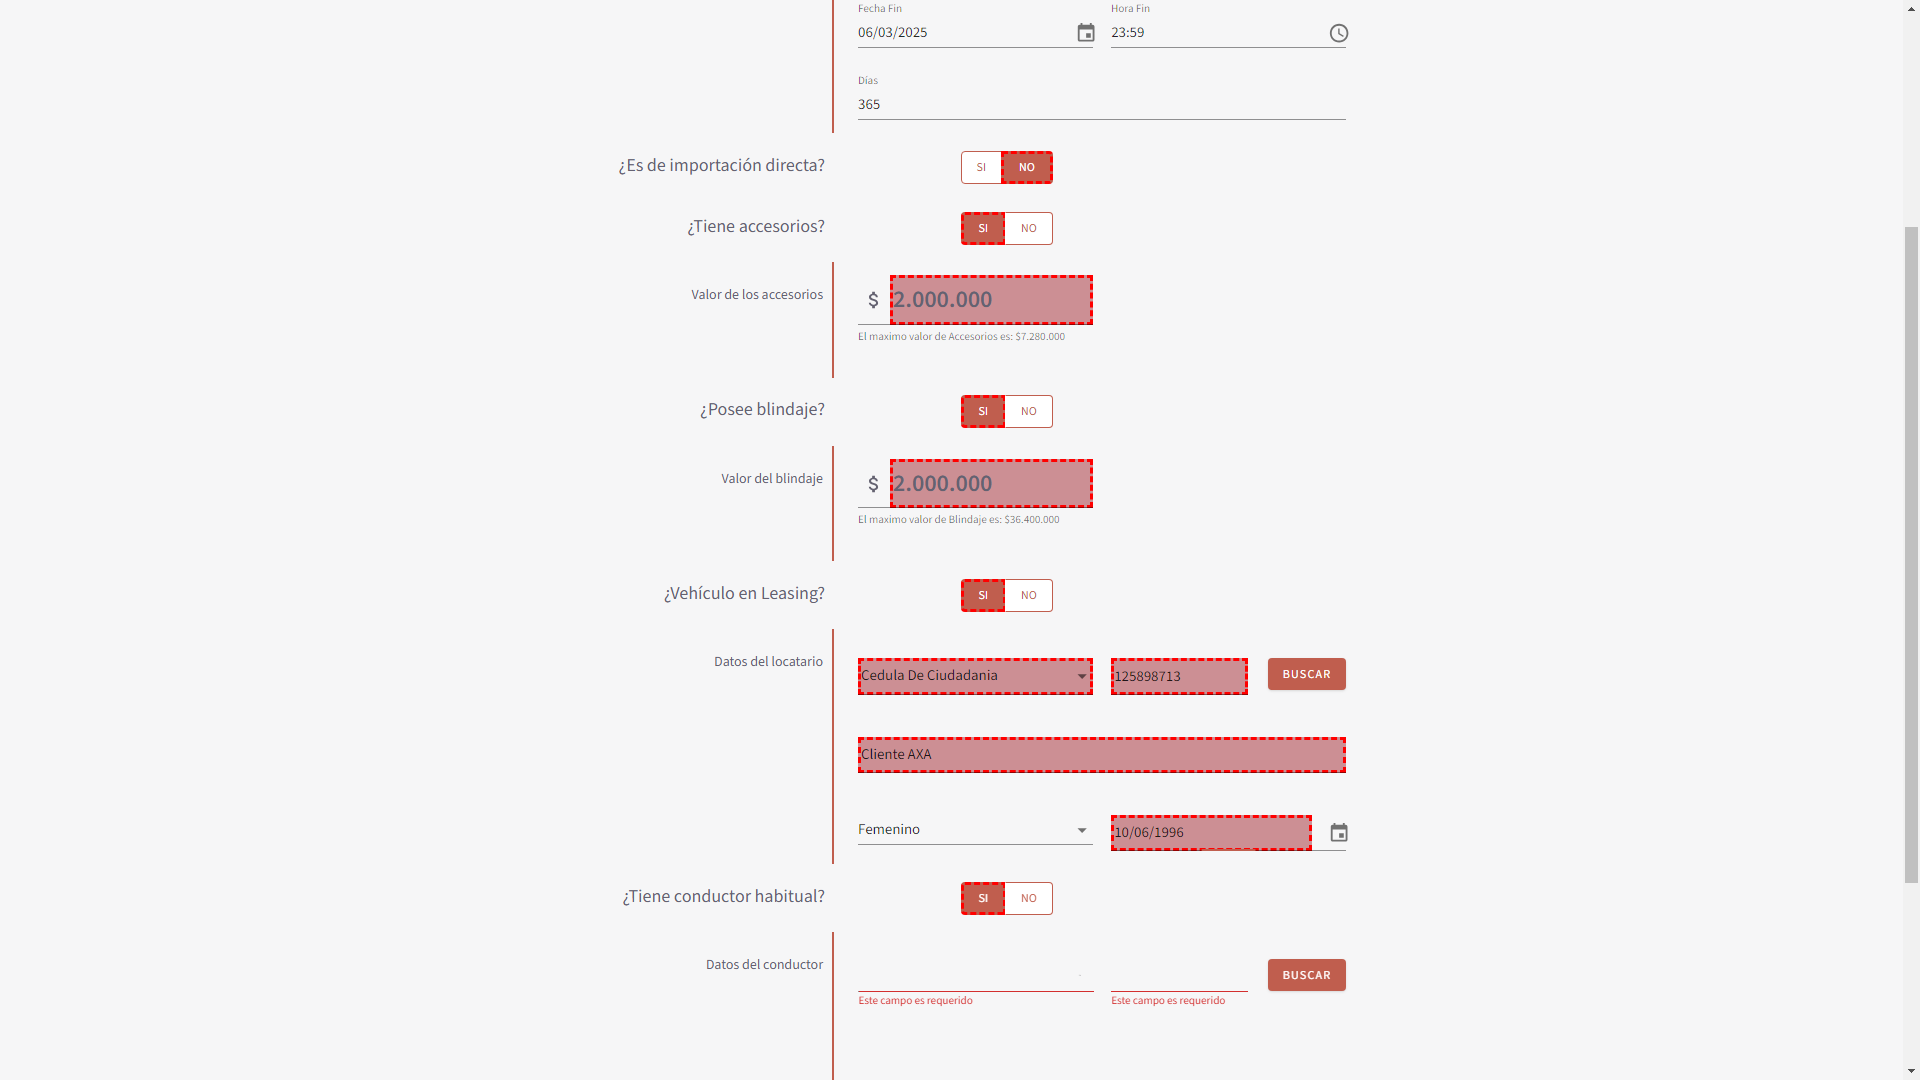 Fecha Fin
Hora Fin
06/03/2025
23:59
Días
365
¿Es de importación directa?
SI
NO
¿Tiene accesorios?
SI
NO
Valor de los accesorios
$ 2.000.000
El maximo valor de Accesorios es: $7.280.000
¿Posee blindaje?
SI
NO
Valor del blindaje
$ 2.000.000
El maximo valor de Blindaje es: $36.400.000
¿Vehículo en Leasing?
SI
NO
Datos del locatario
Cedula De Ciudadania
125898713
BUSCAR
Cliente AXA
Femenino
10/06/1996
¿Tiene conductor habitual?
SI
NO
Datos del conductor
BUSCAR
Este campo es requerido
Este campo es requerido